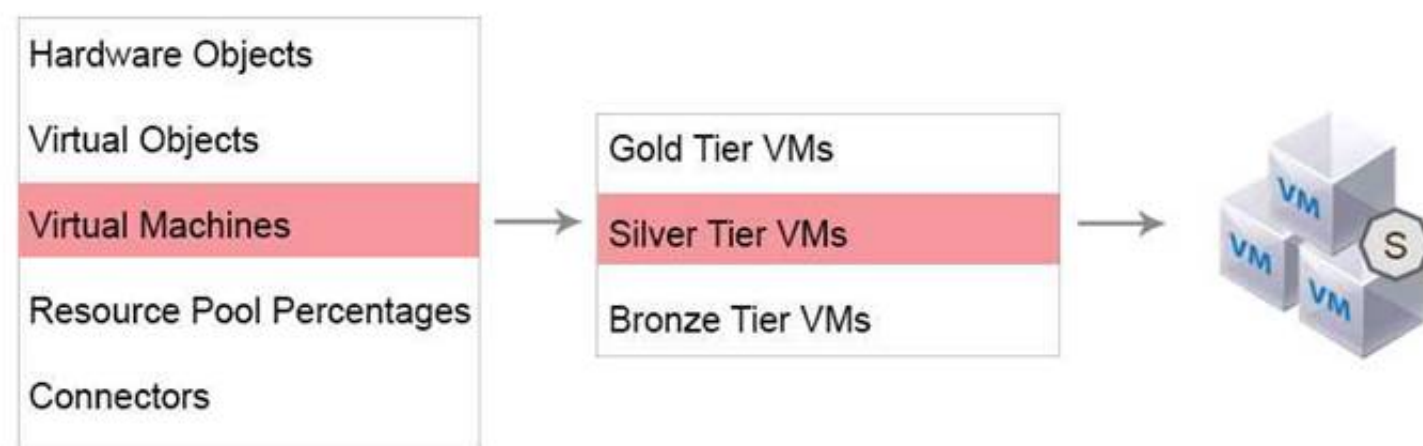 Hardware Objects
Virtual Objects
Virtual Machines
Resource Pool Percentages
Connectors
Gold Tier VMs
Silver Tier VMs
Bronze Tier VMs
VM
VM
VM
S